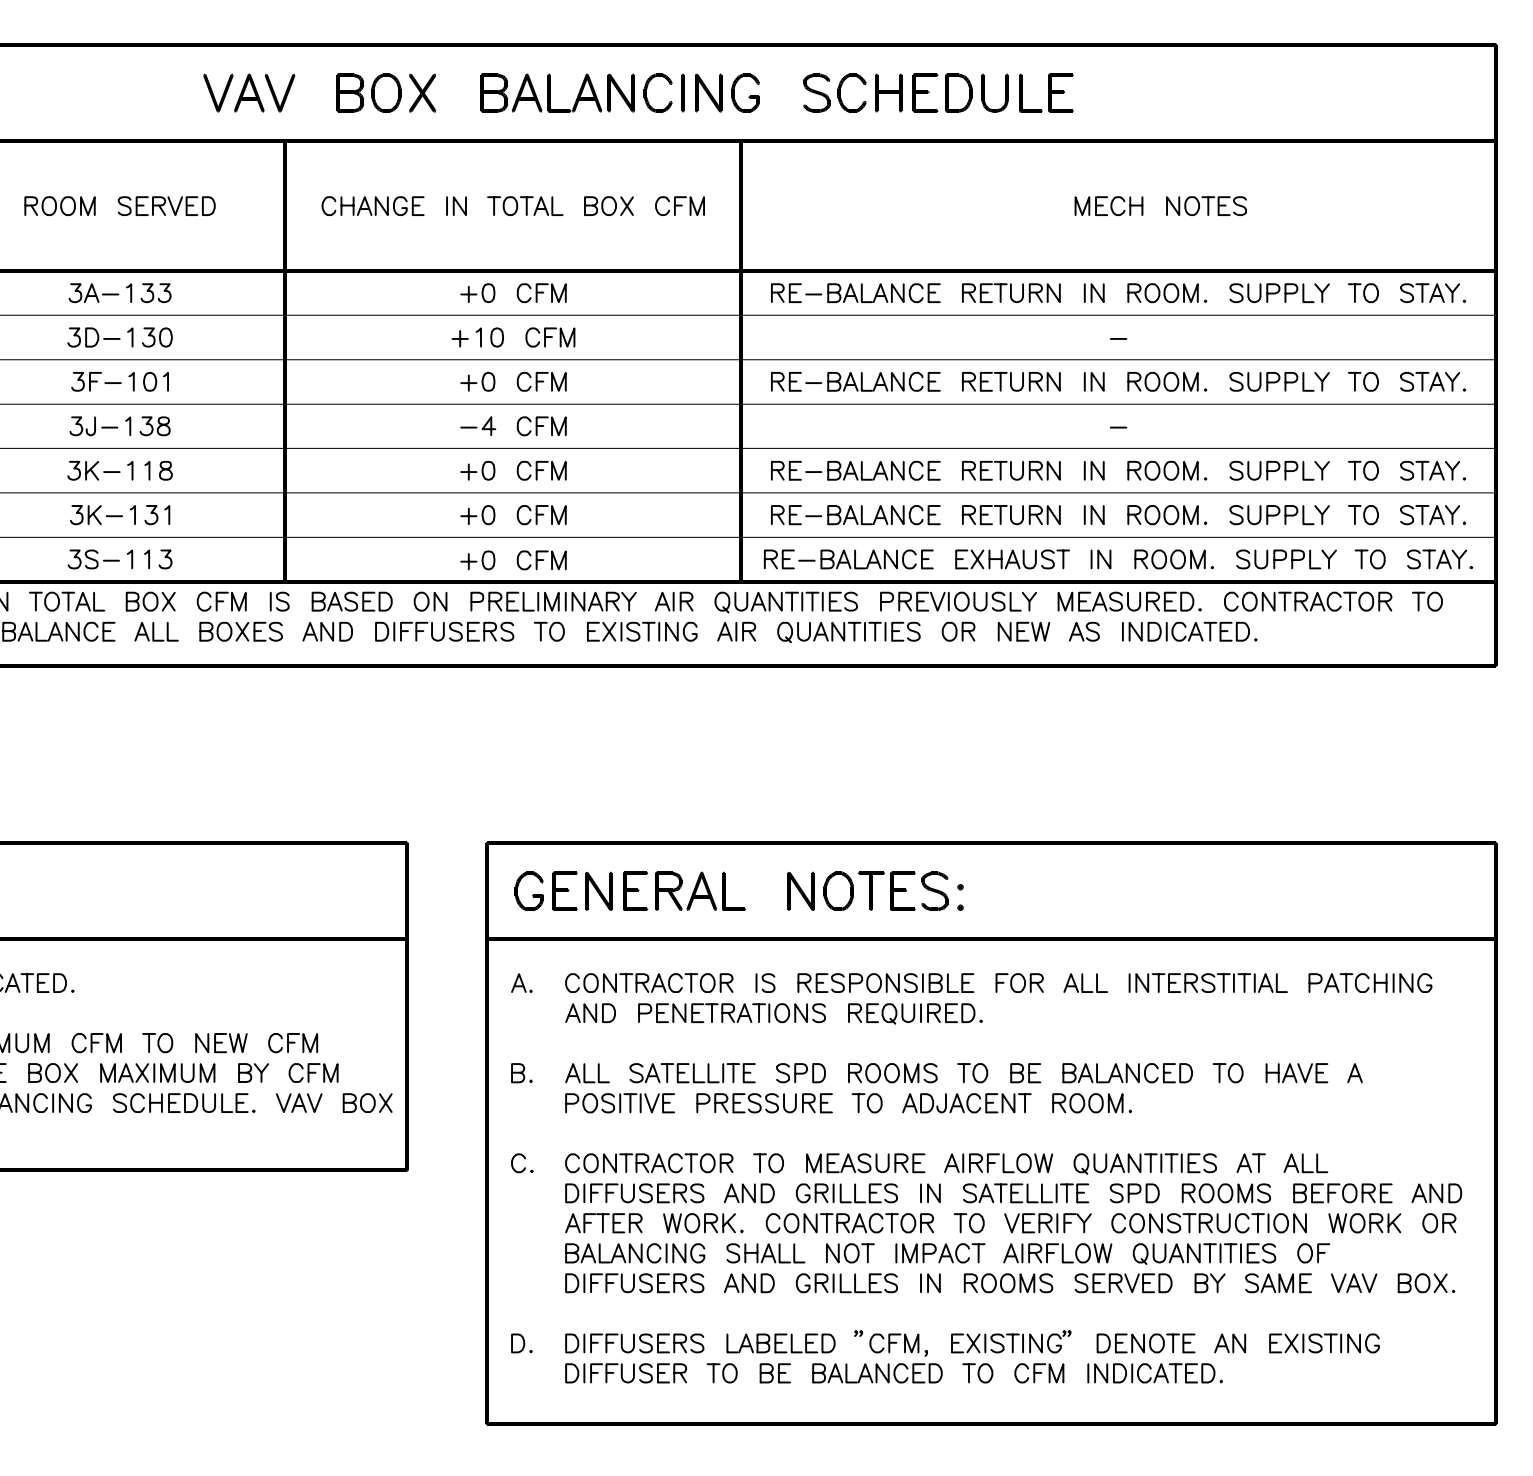 VAV BOX BALANCING SCHEDULE
ROOM SERVED CHANGE IN TOTAL BOX CFM MECH NOTES
3A-133 +0 CFM RE-BALANCE RETURN IN ROOM. SUPPLY TO STAY.
3D-130 +10 CFM -
3F-101 +0 CFM RE-BALANCE RETURN IN ROOM. SUPPLY TO STAY.
3J-138 -4 CFM -
3K-118 +0 CFM RE-BALANCE RETURN IN ROOM. SUPPLY TO STAY.
3K-131 +0 CFM RE-BALANCE RETURN IN ROOM. SUPPLY TO STAY.
3S-113 +0 CFM RE-BALANCE EXHAUST IN ROOM. SUPPLY TO STAY.
TOTAL BOX CFM IS BASED ON PRELIMINARY AIR QUANTITIES PREVIOUSLY MEASURED. CONTRACTOR TO
BALANCE ALL BOXES AND DIFFUSERS TO EXISTING AIR QUANTITIES OR NEW AS INDICATED.
CATED.
MUM CFM TO NEW CFM
E BOX MAXIMUM BY CFM
ANCING SCHEDULE. VAV BOX
GENERAL NOTES:
A. CONTRACTOR IS RESPONSIBLE FOR ALL INTERSTITIAL PATCHING
AND PENETRATIONS REQUIRED.
B. ALL SATELLITE SPD ROOMS TO BE BALANCED TO HAVE A
POSITIVE PRESSURE TO ADJACENT ROOM.
C. CONTRACTOR TO MEASURE AIRFLOW QUANTITIES AT ALL
DIFFUSERS AND GRILLES IN SATELLITE SPD ROOMS BEFORE AND
AFTER WORK. CONTRACTOR TO VERIFY CONSTRUCTION WORK OR
BALANCING SHALL NOT IMPACT AIRFLOW QUANTITIES OF
DIFFUSERS AND GRILLES IN ROOMS SERVED BY SAME VAV BOX.
D. DIFFUSERS LABELED "CFM, EXISTING" DENOTE AN EXISTING
DIFFUSER TO BE BALANCED TO CFM INDICATED.